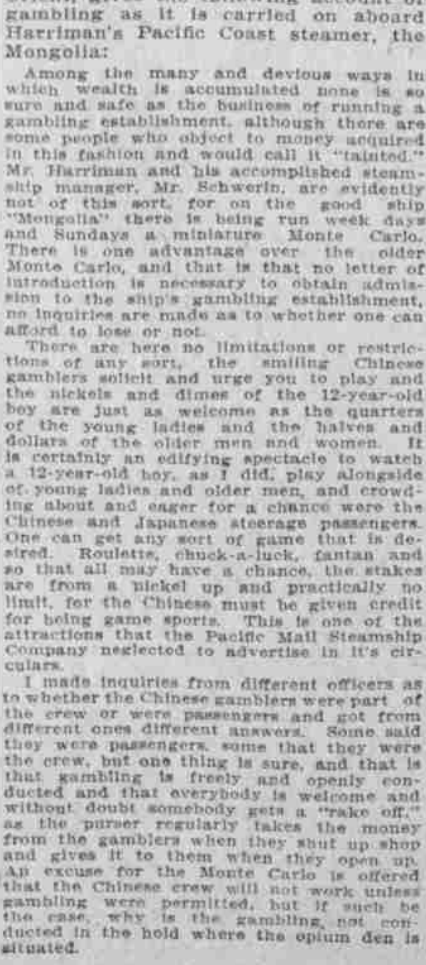 gambling as it is carried on aboard
Harriman's Pacific Coast steamer, the
Mongolia:
Among the many and devious ways in
which wealth is accumulated none is so
sure and safe as the business of running a
gambling establishment, although there are
some people who object to money acquired
in this fashion and would call it "tainted."
Mr. Harriman and his accomplished steam-
ship manager, Mr. Schwerin, are evidently
not of this sort, for on the good ship
"Mongolia" there is being run week days
and Sundays a miniature Monte Carlo.
There is one advantage over the older
Monte Carlo, and that is that no letter of
introduction is necessary to obtain admis-
sion to the ship's gambling establishment,
no inquiries are made as to whether one can
afford to lose or not.
There are here no limitations or restric-
tions of any sort, the smiling Chinese
gamblers solicit and urge you to play and
the nickels and dimes of the 12-year-old
boy are just as welcome as the quarters
of the young ladies and the halves and
dollars of the older men and women. It
is certainly an edifying spectacle to watch
a 12-year-old boy, as I did, play alongside
of young ladies and older men, and crowd-
ing about and eager for a chance were the
Chinese and Japanese steerage passengers.
One can get any sort of game that is de-
sired. Roulette, chuck-a-luck, fantan and
so that all may have a chance, the stakes
are from a nickel up and practically no
limit, for the Chinese must be given credit
for being game sports. This is one of the
attractions that the Pacific Mail Steamship
Company neglected to advertise in it's cir-
culars.
I made inquiries from different officers as
to whether the Chinese gamblers were part of
the crew or were passengers and got from
different ones different answers. Some said
they were passengers, some that they were
the crew, but one thing is sure, and that is
that gambling is freely and openly con-
ducted and that everybody is welcome and
without doubt somebody gets a "rake off,"
as the purser regularly takes the money
from the gamblers when they shut up shop
and gives it to them when they open up.
An excuse for the Monte Carlo is offered
that the Chinese crew will not work unless
gambling were permitted, but if such be
the case, why is the gambling not con-
ducted in the hold where the opium den is
situated.